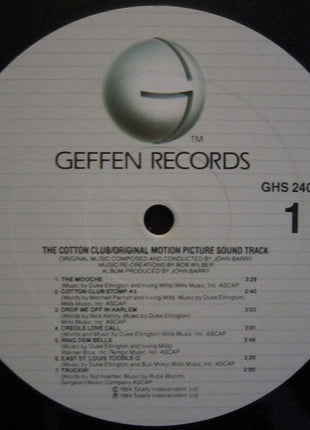 TM
GEFFEN RECORDS
GHS 240
1
THE COTTON CLUB/ORIGINAL MOTION PICTURE SOUND TRACK
ORIGINAL MUSIC COMPOSED AND CONDUCTED BY JOHN BARRY
MUSIC RE-CREATIONS BY BOB WILBER
ALBUM PRODUCED BY JOHN BARRY
1. THE MOOCHE 3:29
(Music by Duke Ellington and Irving Mills) Mills Music Inc. ASCAP
2. COTTON CLUB STOMP #2 2:49
(Words by Mitchell Parrish and Irving Mills, Music by Duke Ellington)
Mills Music Inc. ASCAP
3. DROP ME OFF IN HARLEM 3:03
(Words by Nick Kenny, Music by Duke Ellington)
Mills Music Inc. ASCAP
4. CREOLE LOVE CALL 3:01
(Music by Duke Ellington) Mills Music Inc. ASCAP
5. RING DEM BELLS 2:45
(Music by Duke Ellington, Irving Mills)
Warner Bros. Inc./Tempo Music, Inc. ASCAP
6. EAST ST. LOUIS TOODLE-O 3:20
(Music by Duke Ellington and Bub Miley) Mills Music Inc. ASCAP
7. TRUCKIN' 2:00
(Words by Ted Koehler, Music by Rube Bloom)
Music Company ASCAP
1984 Totally Independent, Ltd.
1984 Totally Independent, Ltd.